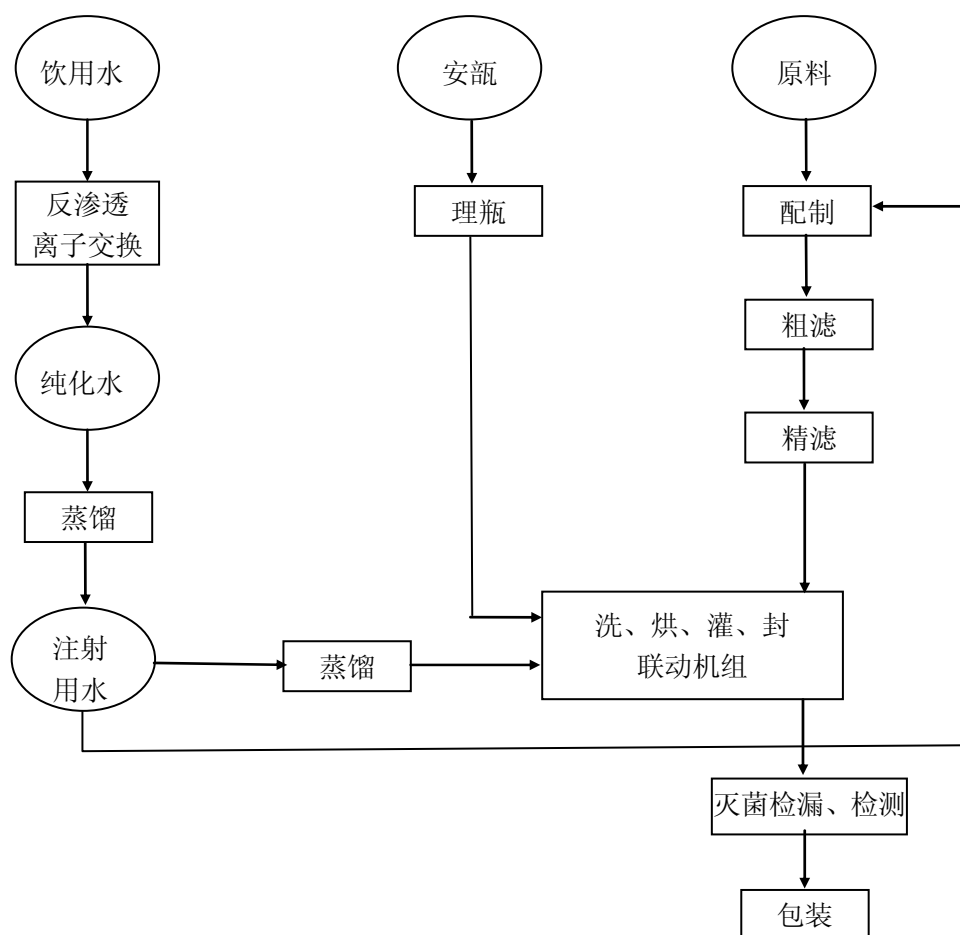 饮用水
安瓿
原料
反渗透
离子交换
理瓶
配制
粗滤
纯化水
精滤
蒸馏
注射
用水
蒸馏
洗、烘、灌、封
联动机组
灭菌检漏、检测
包装